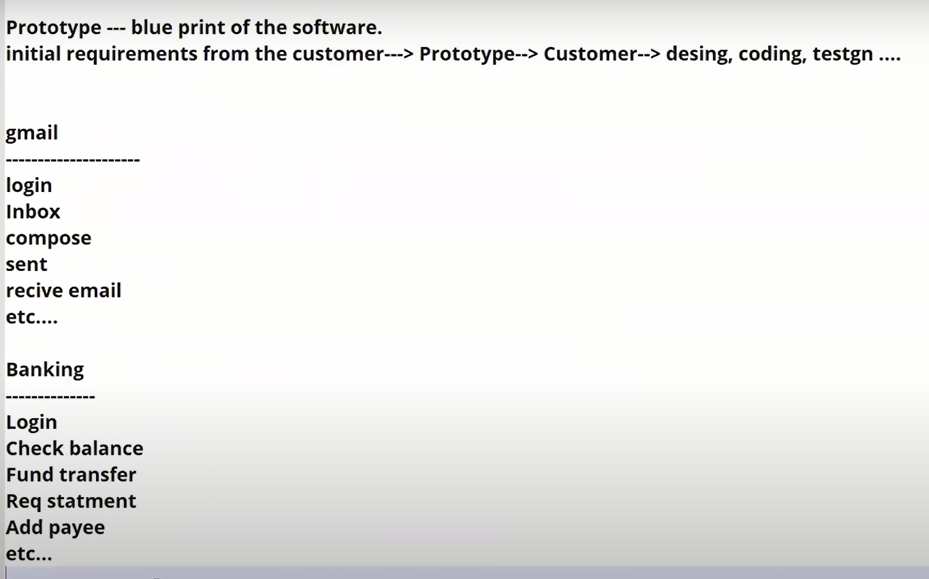 Prototype --- blue print of the software.
initial requirements from the customer---> Prototype--> Customer--> desing, coding, testgn ....
gmail
---------------------
login
Inbox
compose
sent
recive email
etc....
Banking
--------------
Login
Check balance
Fund transfer
Req statment
Add payee
etc...